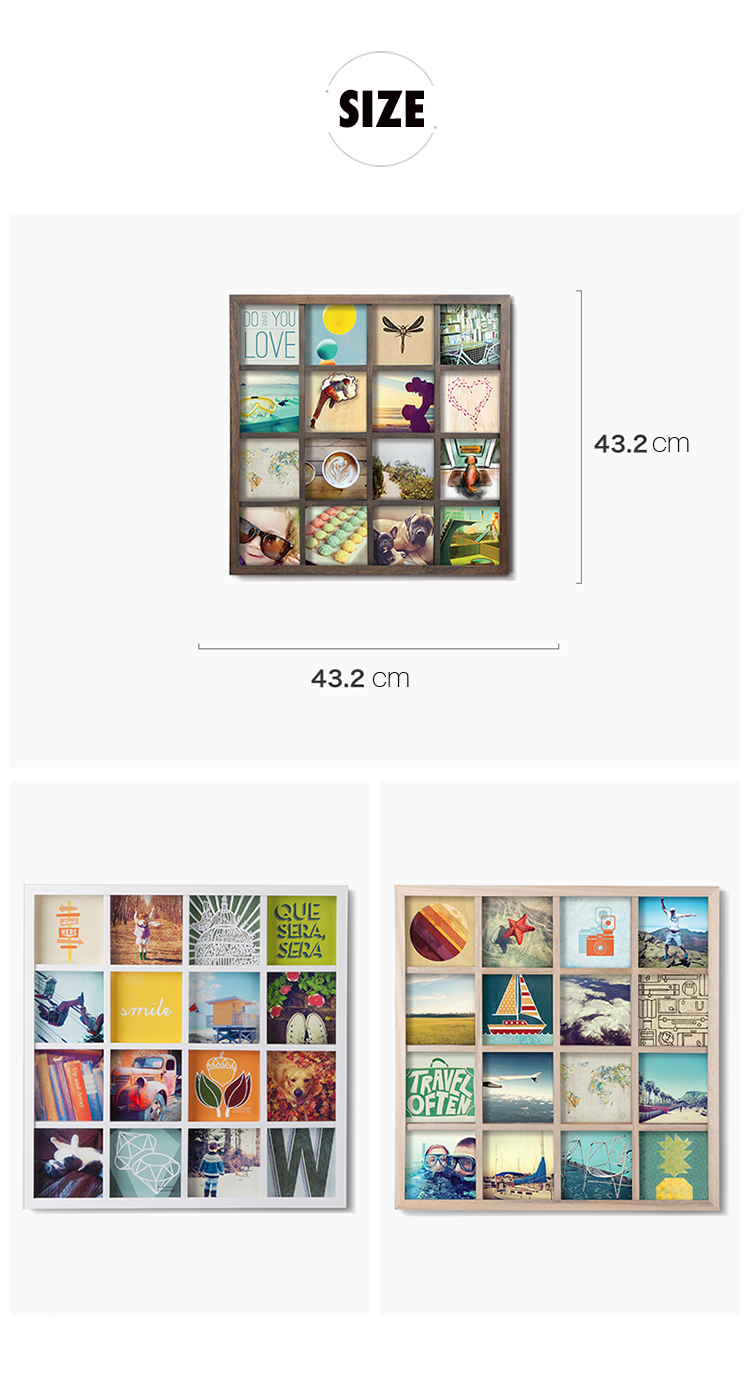 SIZE
DO WHAT YOU
LOVE
43.2 cm
43.2 cm
HERE
QUE
SERA,
SERA
smile
W
TRAVEL
OFTEN